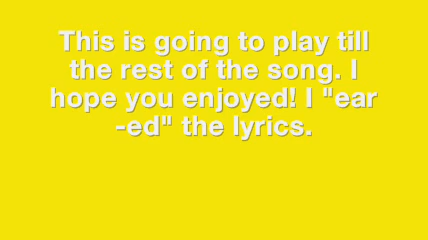 This is going to play till
the rest of the song. I
hope you enjoyed! I "ear
-ed" the lyrics.